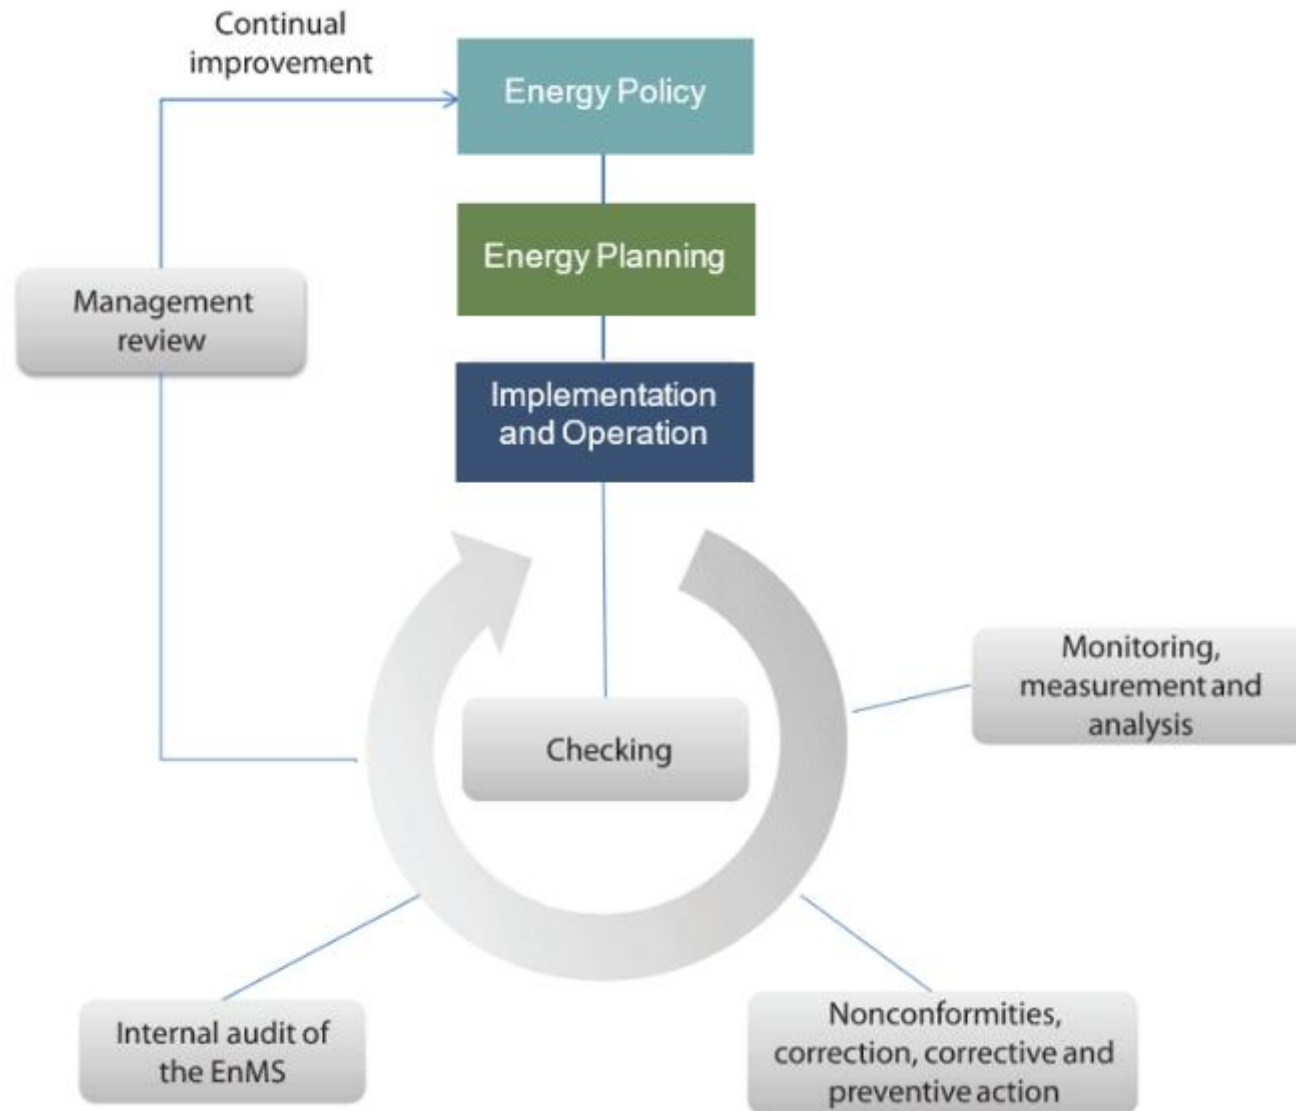 Continual
improvement
Energy Policy
Energy Planning
Management
review
Implementation
and Operation
Monitoring,
measurement and
analysis
Checking
Internal audit of
the EnMS
Nonconformities,
correction, corrective and
preventive action